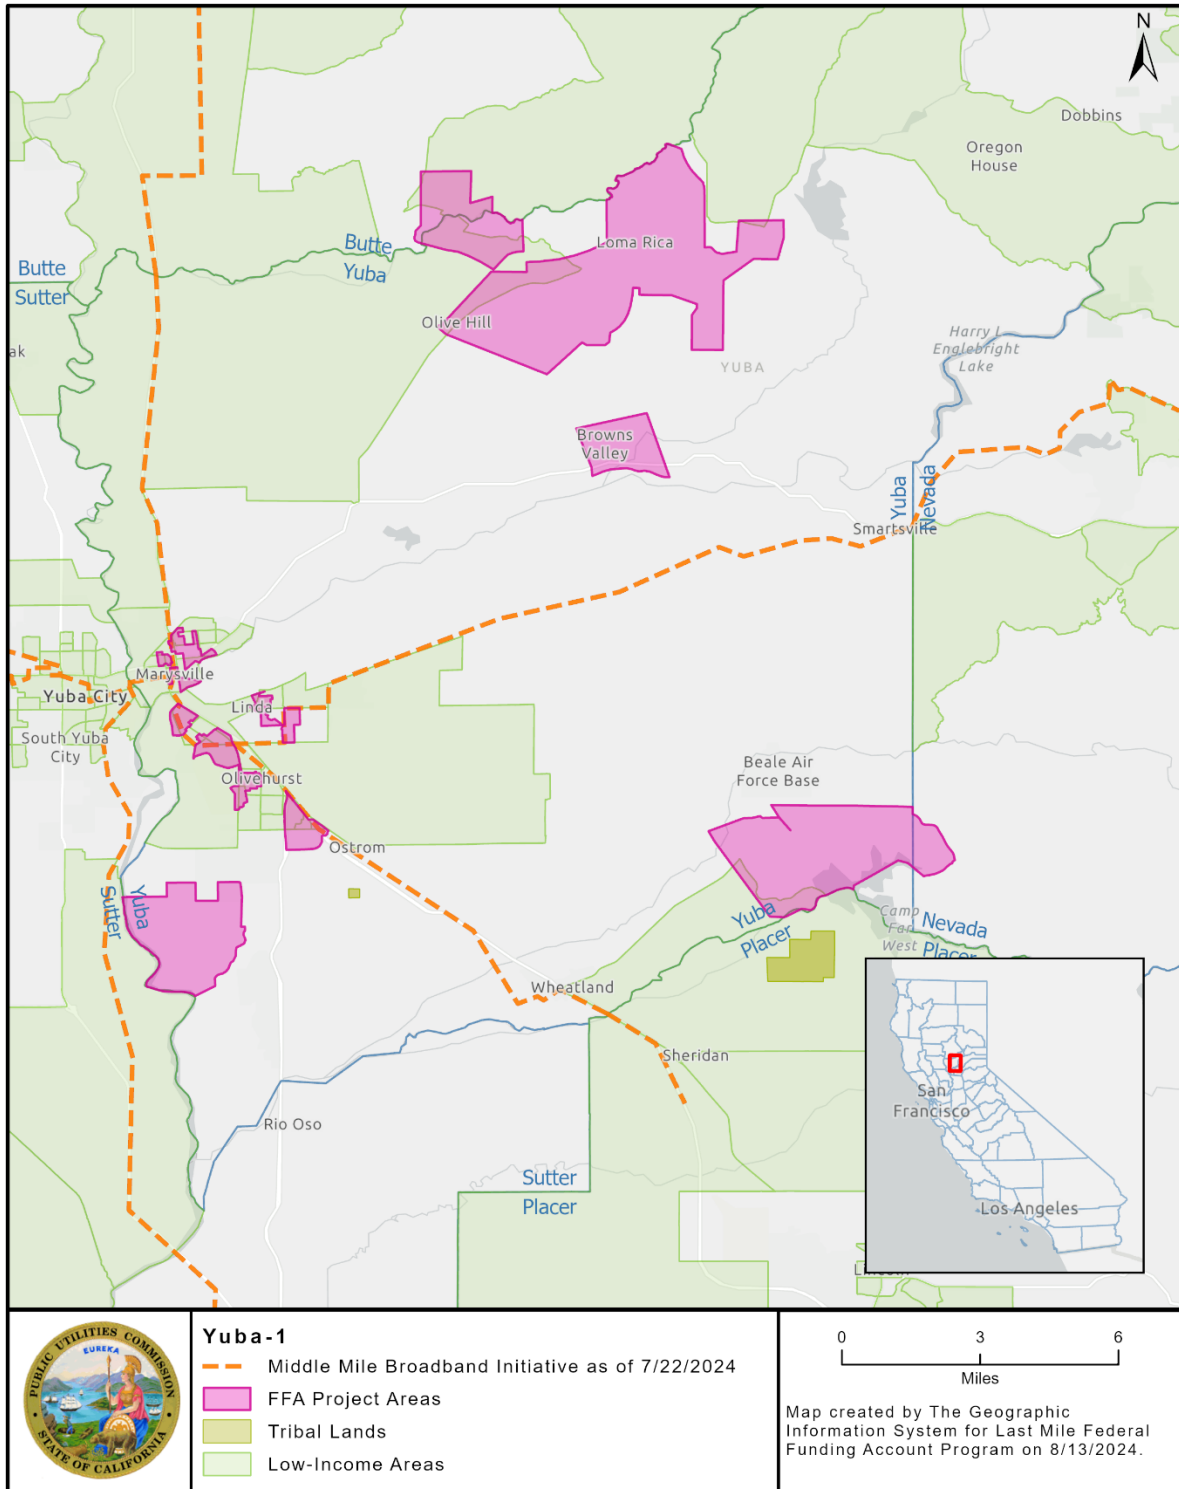 N
Dobbins
Oregon
House
Butte
Yuba
Loma Rica
Butte
Sutter
Olive Hill
ak
Harry L
Englebright
Lake
YUBA
Browns
Valley
Yuba
Nevada
Smartsville
Marysville
Yuba City
Linda
South Yuba
City
Olivehurst
Beale Air
Force Base
Ostrom
Yuba
Sutter
Yuba
Placer
Camp
Far
West
Nevada
Placer
Wheatland
Sheridan
Rio Oso
Sutter
Placer
Lincoln
San
Francisco
Los Angeles
PUBLIC UTILITIES COMMISSION
EUREKA
STATE OF CALIFORNIA
Yuba-1
Middle Mile Broadband Initiative as of 7/22/2024
FFA Project Areas
Tribal Lands
Low-Income Areas
0 3 6
Miles
Map created by The Geographic
Information System for Last Mile Federal
Funding Account Program on 8/13/2024.